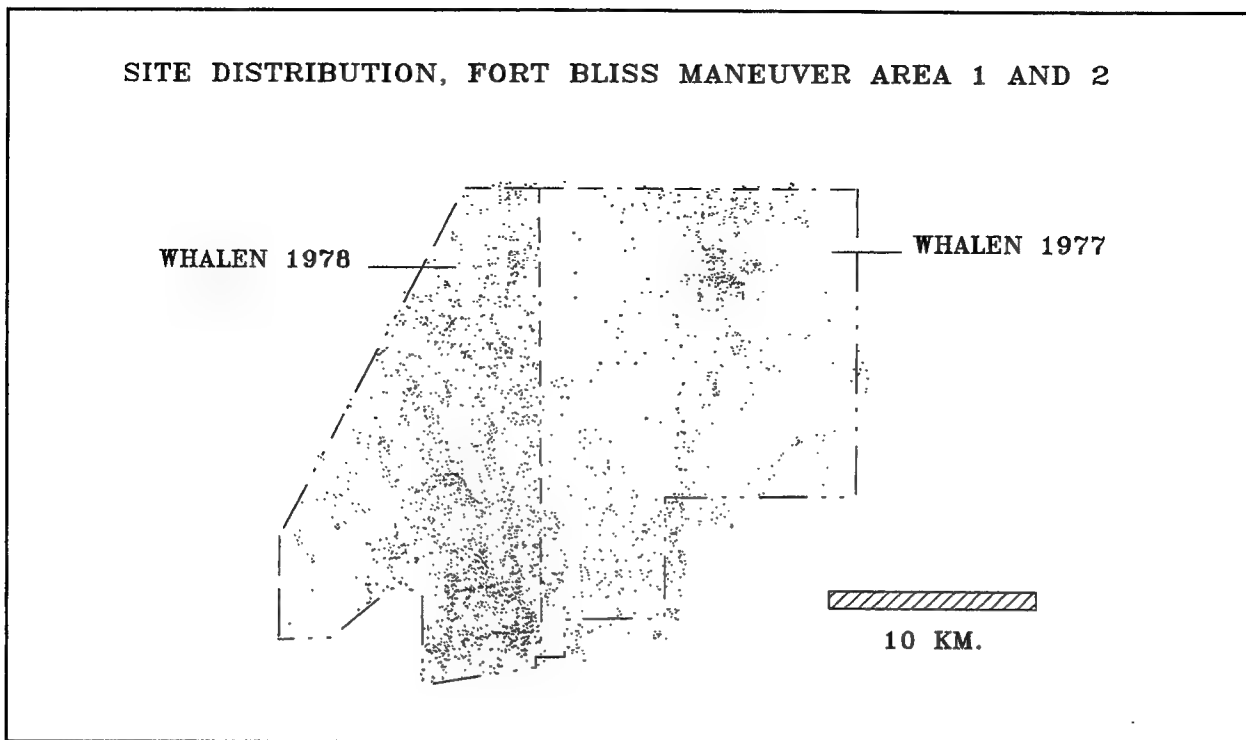 SITE DISTRIBUTION, FORT BLISS MANEUVER AREA 1 AND 2
WHALEN 1978
WHALEN 1977
10 KM.